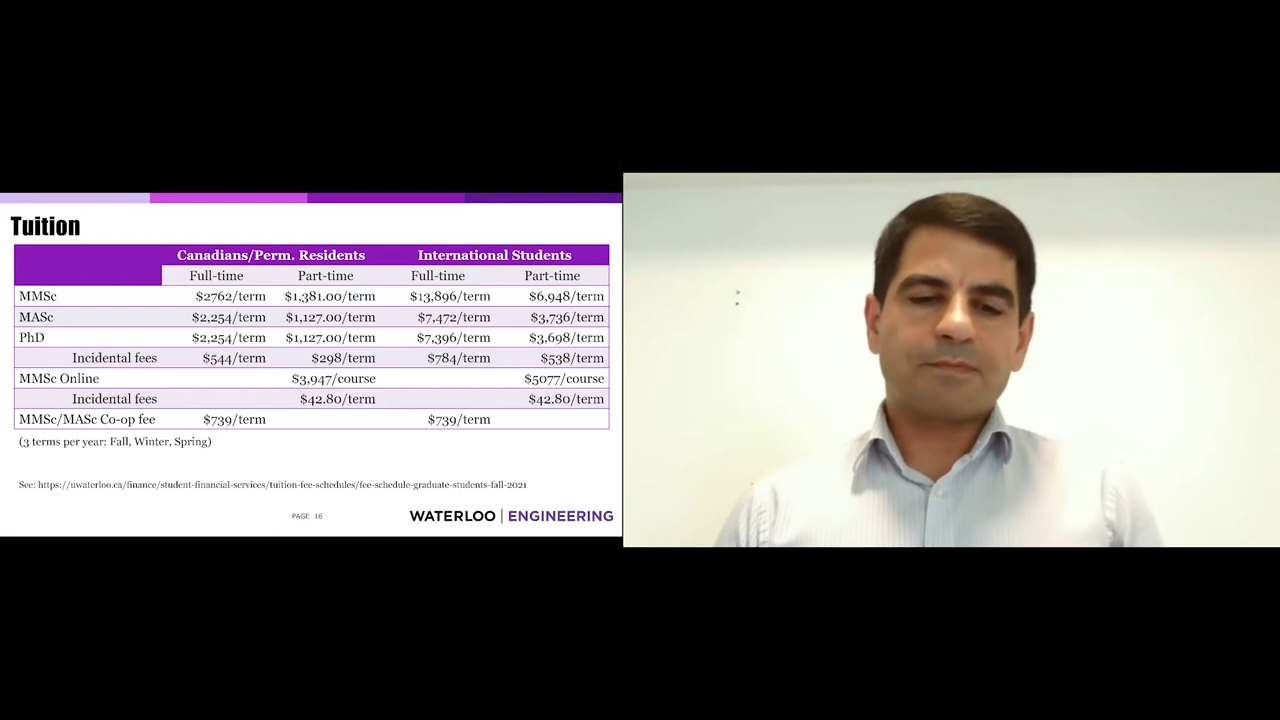 Tuition
Canadians/Perm. Residents International Students
Full-time Part-time Full-time Part-time
MMSc $2762/term $1,381.00/term $13,896/term $6,948/term
MASc $2,254/term $1,127.00/term $7,472/term $3,736/term
PhD $2,254/term $1,127.00/term $7,396/term $3,698/term
Incidental fees $544/term $298/term $784/term $538/term
MMSc Online $3,947/course $5077/course
Incidental fees $42.80/term $42.80/term
MMSc/MASc Co-op fee $739/term $739/term
(3 terms per year: Fall, Winter, Spring)
See: https://uwaterloo.ca/finance/student-financial-services/tuition-fee-schedules/fee-schedule-graduate-students-fall-2021
PAGE 16
WATERLOO | ENGINEERING